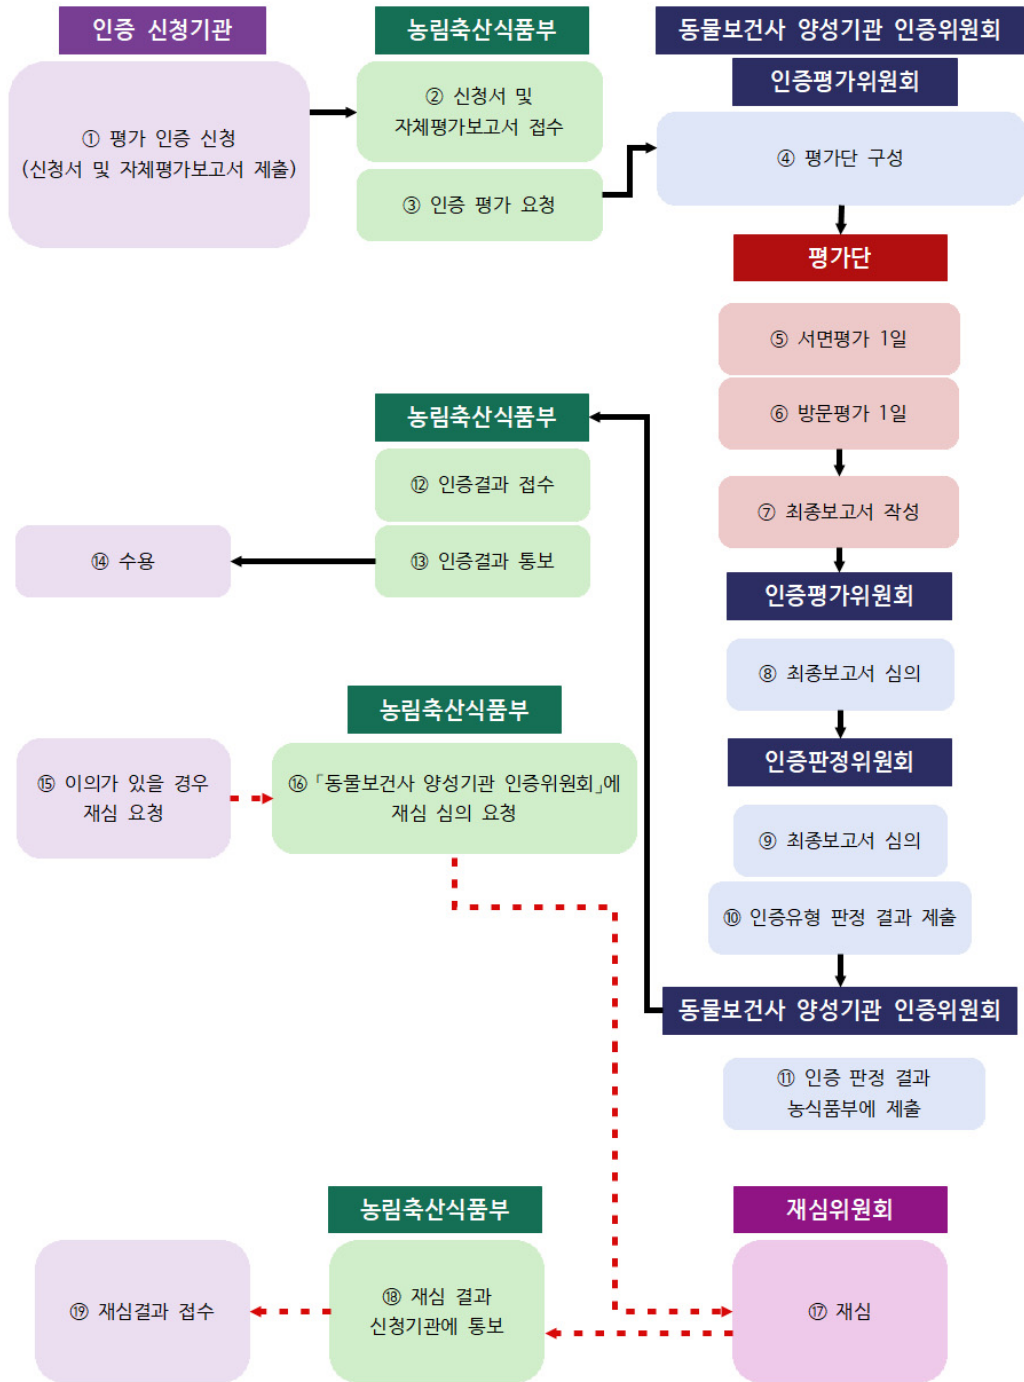 인증 신청기관
농림축산식품부
동물보건사 양성기관 인증위원회
인증평가위원회
① 평가 인증 신청
(신청서 및 자체평가보고서 제출)
② 신청서 및
자체평가보고서 접수
③ 인증 평가 요청
④ 평가단 구성
평가단
⑤ 서면평가 1일
⑥ 방문평가 1일
⑦ 최종보고서 작성
인증평가위원회
⑧ 최종보고서 심의
인증판정위원회
⑨ 최종보고서 심의
⑩ 인증유형 판정 결과 제출
동물보건사 양성기관 인증위원회
⑪ 인증 판정 결과
농식품부에 제출
농림축산식품부
⑫ 인증결과 접수
⑬ 인증결과 통보
⑭ 수용
⑮ 이의가 있을 경우
재심 요청
농림축산식품부
⑯ 「동물보건사 양성기관 인증위원회」에
재심 심의 요청
재심위원회
⑰ 재심
농림축산식품부
⑱ 재심 결과
신청기관에 통보
⑲ 재심결과 접수